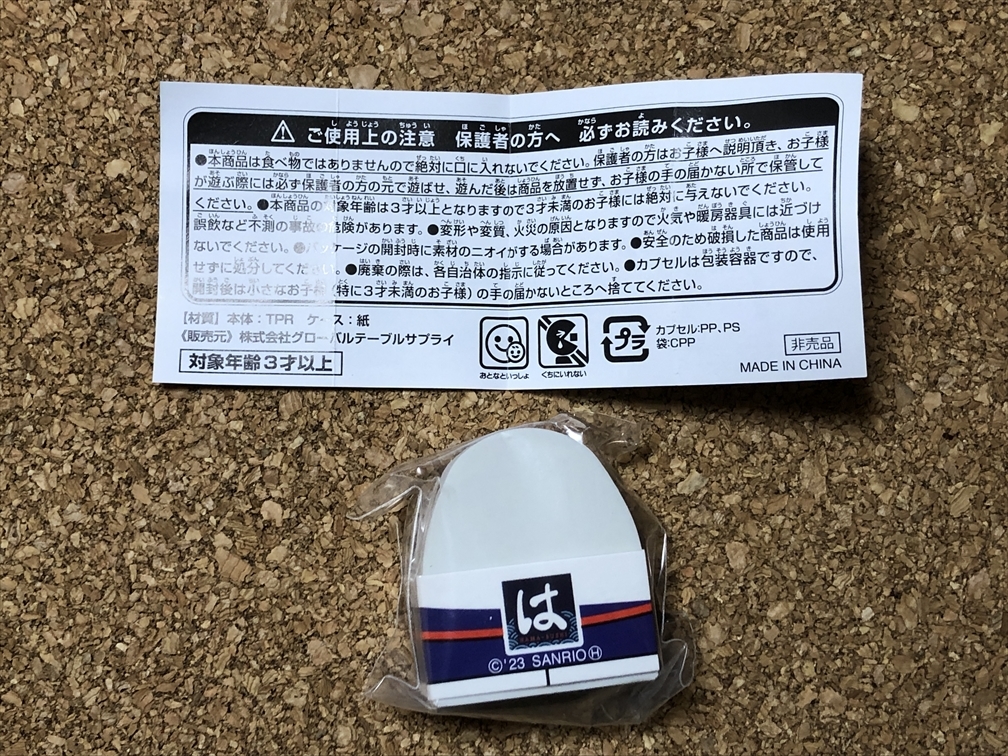 ご使用上の注意 保護者の方へ 必ずお読みください。
●本商品は食べ物ではありませんので絶対に口に入れないでください。保護者の方はお子様へ説明頂き、お子様
が遊ぶ際には必ず保護者の方の元で遊ばせ、遊んだ後は商品を放置せず、お子様の手の届かない所で保管して
ください。●本商品の対象年齢は3才以上となりますので3才未満のお子様には絶対に与えないでください。
誤飲など不測の事故の危険があります。●変形や変質、火災の原因となりますので火気や暖房器具には近づけ
ないでください。●パッケージの開封時に素材のニオイがする場合があります。●安全のため破損した商品は使用
せずに処分してください。●廃棄の際は、各自治体の指示に従ってください。●カプセルは包装容器ですので、
開封後は小さなお子様(特に3才未満のお子様)の手の届かないところへ捨ててください。
【材質】本体:TPR ケース:紙
《販売元》株式会社グローバルテーブルサプライ
対象年齢3才以上
おとなといっしょ
くちにいれない
プラ
カプセル:PP、PS
袋:CPP
非売品
MADE IN CHINA
は
HAMA-SUSHI
©'23 SANRIO Ⓗ